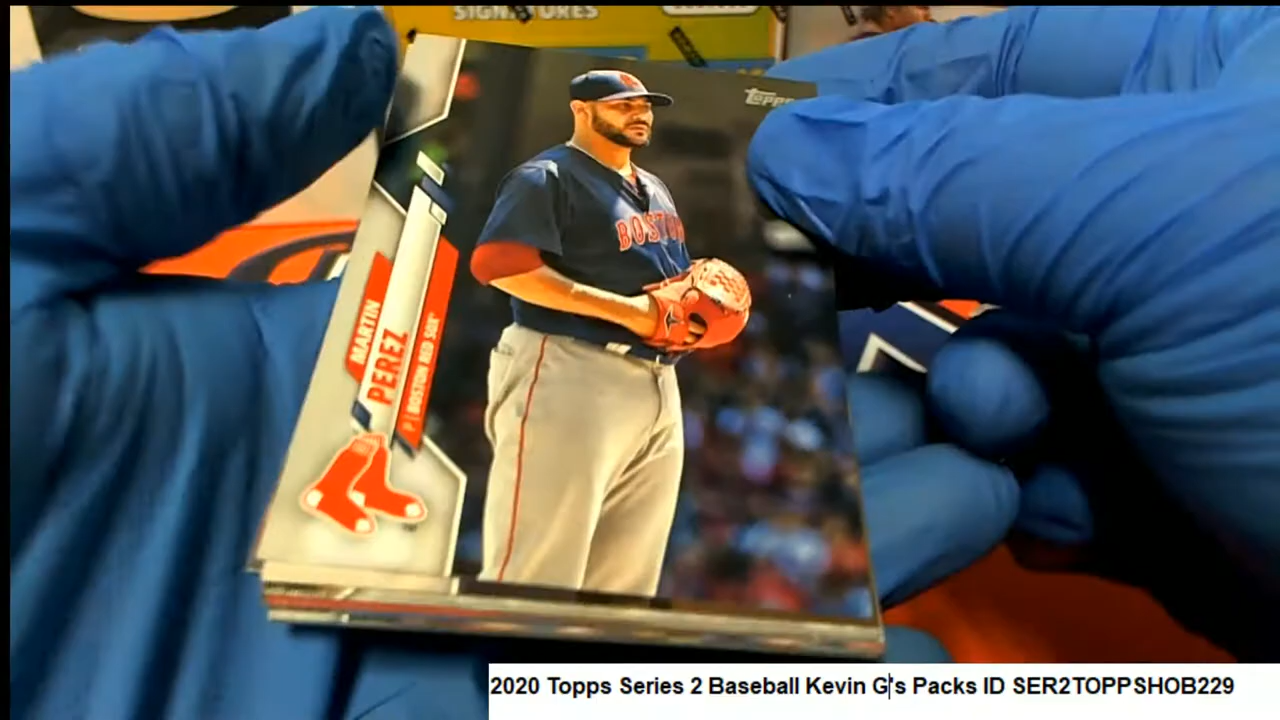 SIGNATURES
Topps
BOSTON
MARTIN
PEREZ
P | BOSTON RED SOX
2020 Topps Series 2 Baseball Kevin G's Packs ID SER2TOPPSHOB229